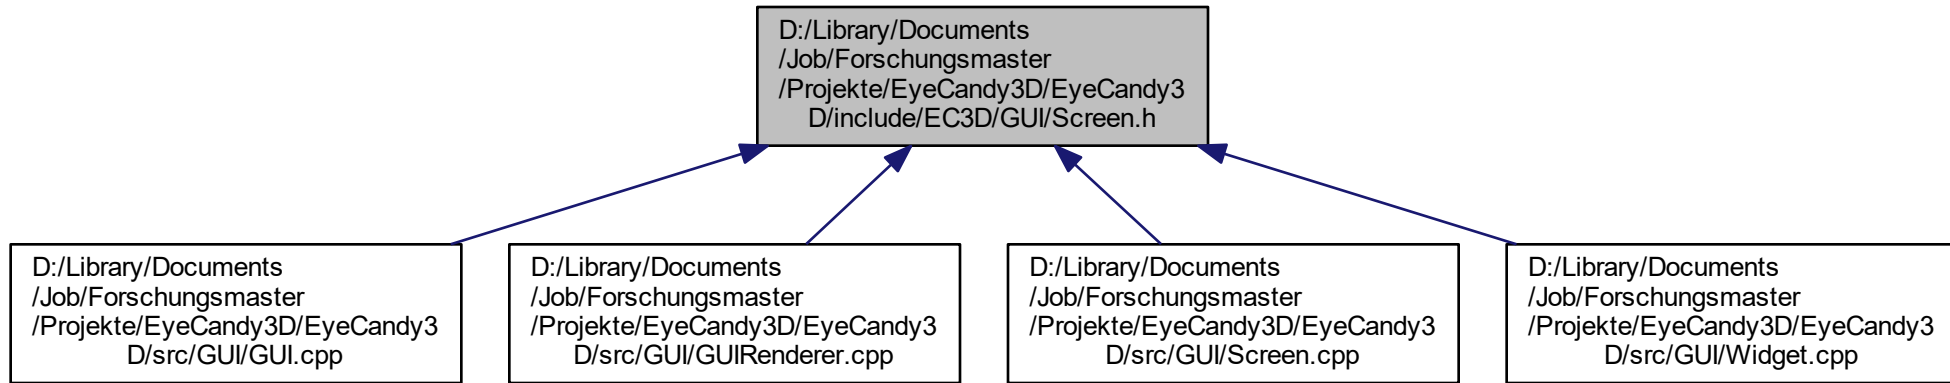 D:/Library/Documents
/Job/Forschungsmaster
/Projekte/EyeCandy3D/EyeCandy3
D/include/EC3D/GUI/Screen.h
D:/Library/Documents
/Job/Forschungsmaster
/Projekte/EyeCandy3D/EyeCandy3
D/src/GUI/GUI.cpp
D:/Library/Documents
/Job/Forschungsmaster
/Projekte/EyeCandy3D/EyeCandy3
D/src/GUI/GUIRenderer.cpp
D:/Library/Documents
/Job/Forschungsmaster
/Projekte/EyeCandy3D/EyeCandy3
D/src/GUI/Screen.cpp
D:/Library/Documents
/Job/Forschungsmaster
/Projekte/EyeCandy3D/EyeCandy3
D/src/GUI/Widget.cpp